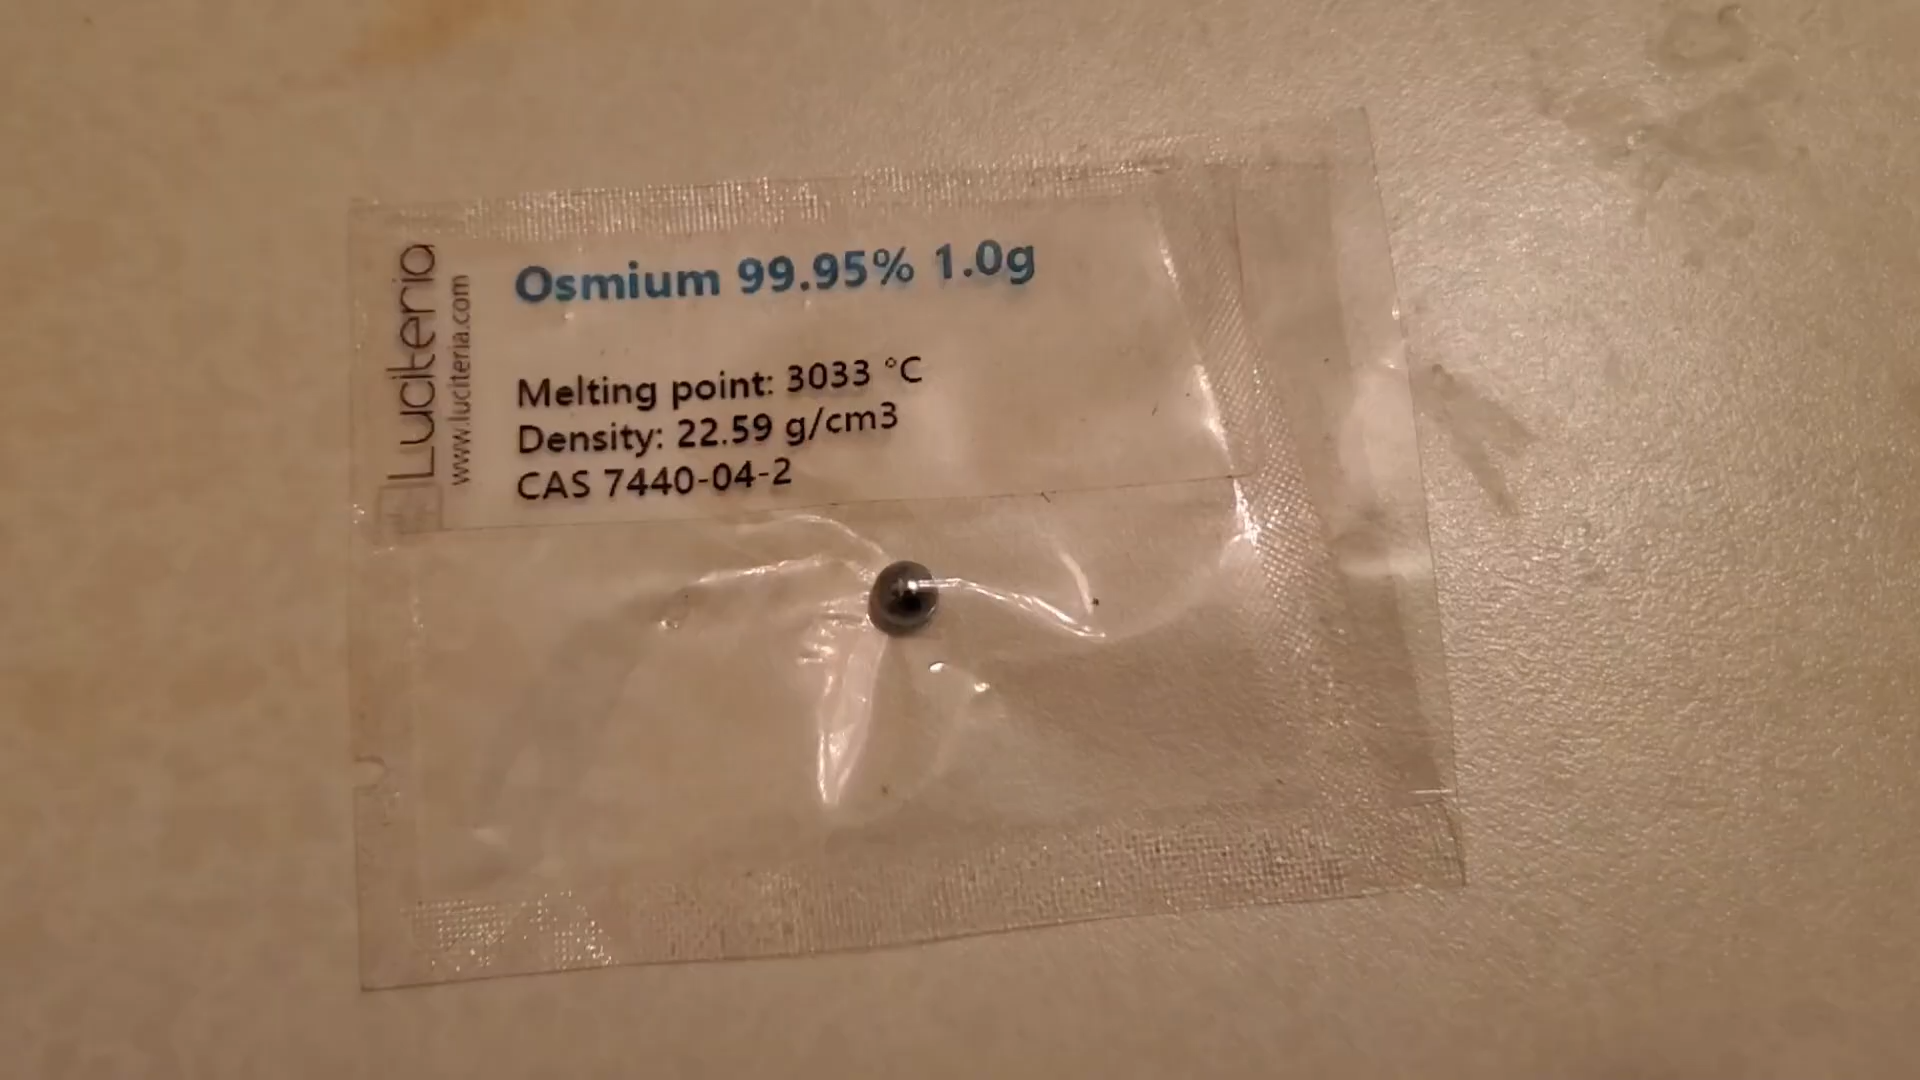 Luciteria
www.luciteria.com
Osmium 99.95% 1.0g
Melting point: 3033 °C
Density: 22.59 g/cm3
CAS 7440-04-2